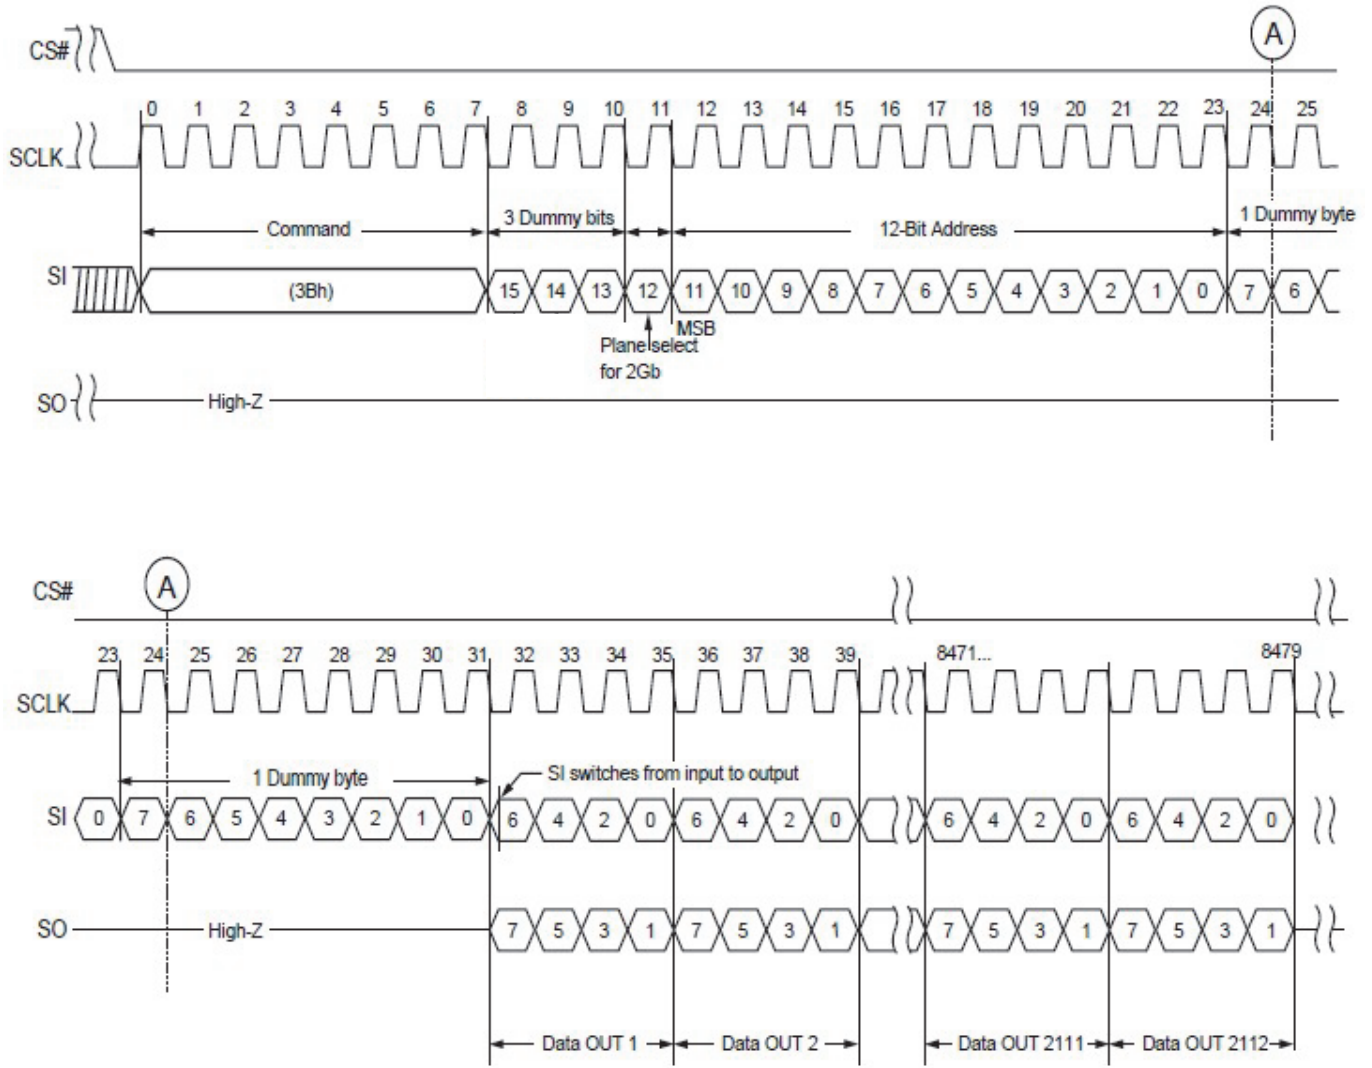 A
CS#
0 1 2 3 4 5 6 7 8 9 10 11 12 13 14 15 16 17 18 19 20 21 22 23 24 25
SCLK
Command 3 Dummy bits 12-Bit Address 1 Dummy byte
SI (3Bh) 15 14 13 12 11 10 9 8 7 6 5 4 3 2 1 0 7 6
MSB
Plane select
for 2Gb
SO High-Z
A
CS#
23 24 25 26 27 28 29 30 31 32 33 34 35 36 37 38 39 8471... 8479
SCLK
1 Dummy byte SI switches from input to output
SI 0 7 6 5 4 3 2 1 0 6 4 2 0 6 4 2 0 6 4 2 0 6 4 2 0
SO High-Z 7 5 3 1 7 5 3 1 7 5 3 1 7 5 3 1
Data OUT 1 Data OUT 2 Data OUT 2111 Data OUT 2112